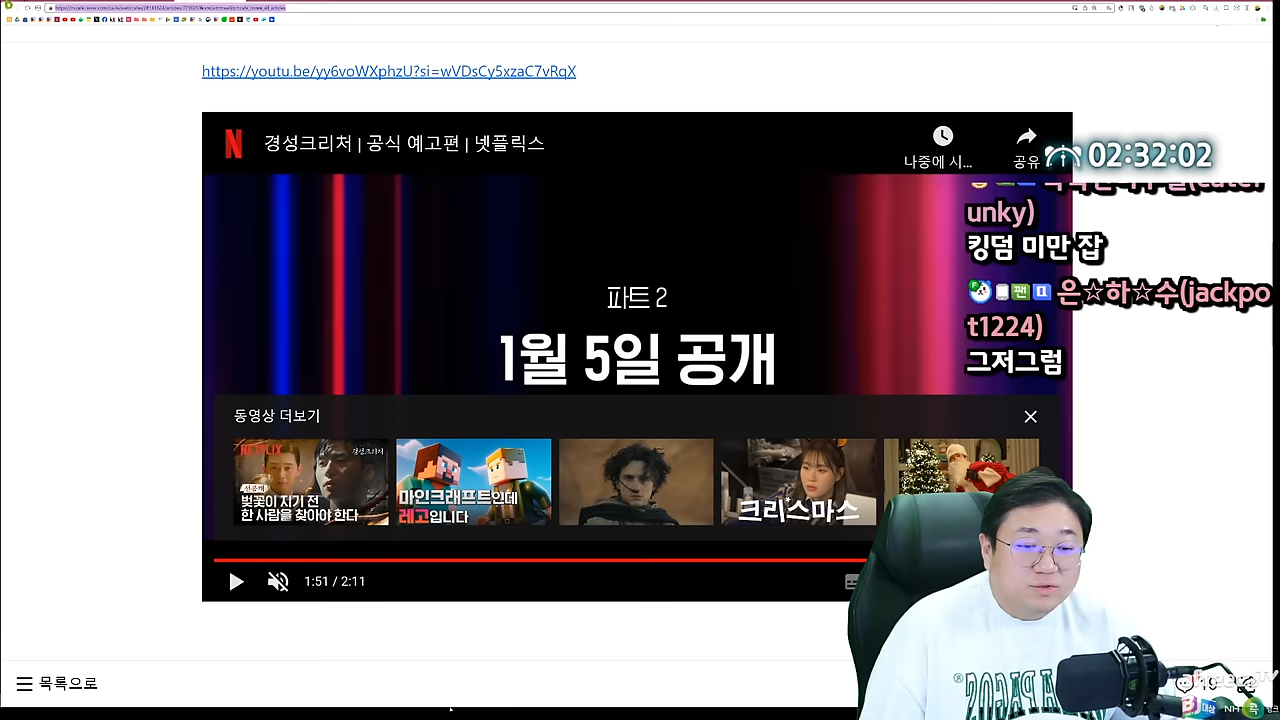 https://youtu.be/yy6voWXphzU?si=wVDsCy5xzaC7vRqX
N 경성크리처 | 공식 예고편 | 넷플릭스
나중에 시...
공유
02:32:02
unky)
킹덤 미만 잡
팬
은☆하☆수(jackpo
t1224)
그저그럼
파트 2
1월 5일 공개
동영상 더보기
NETFLIX
경성크리처
선공개
벚꽃이 지기 전
한 사람을 찾아야 한다
마인크래프트인데
레고입니다
크리스마스
1:51 / 2:11
목록으로
19